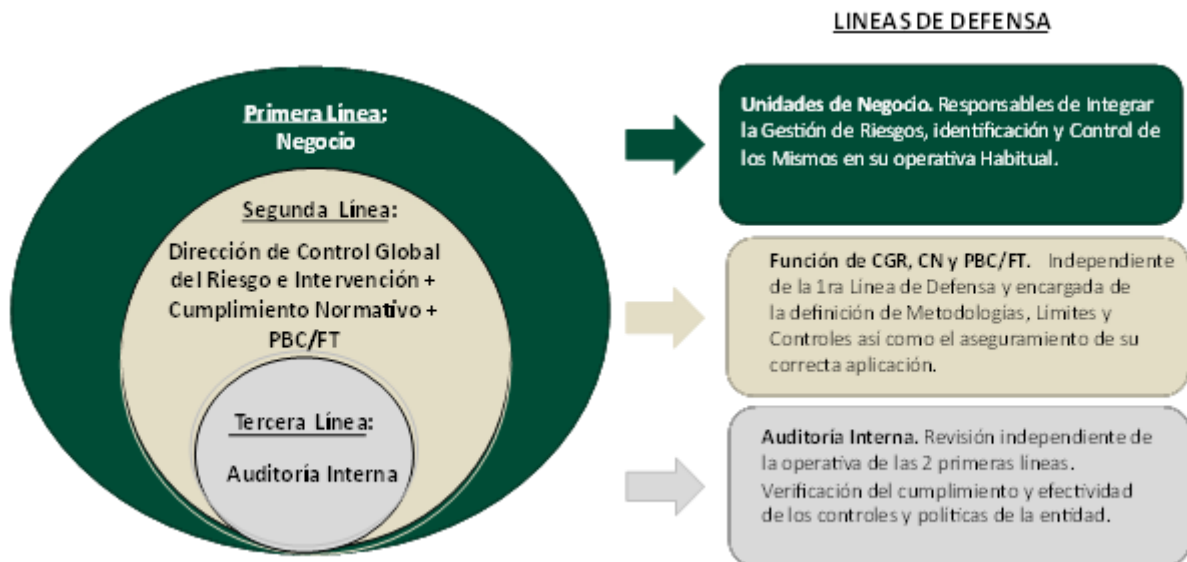 LINEAS DE DEFENSA
Primera Línea:
Negocio
Segunda Línea:
Dirección de Control Global
del Riesgo e Intervención +
Cumplimiento Normativo +
PBC/FT
Tercera Línea:
Auditoría Interna
Unidades de Negocio. Responsables de Integrar
la Gestión de Riesgos, identificación y Control de
los Mismos en su operativa Habitual.
Función de CGR, CN y PBC/FT. Independiente
de la 1ra Línea de Defensa y encargada de
la definición de Metodologías, Límites y
Controles así como el aseguramiento de su
correcta aplicación.
Auditoría Interna. Revisión independiente de
la operativa de las 2 primeras líneas.
Verificación del cumplimiento y efectividad
de los controles y políticas de la entidad.